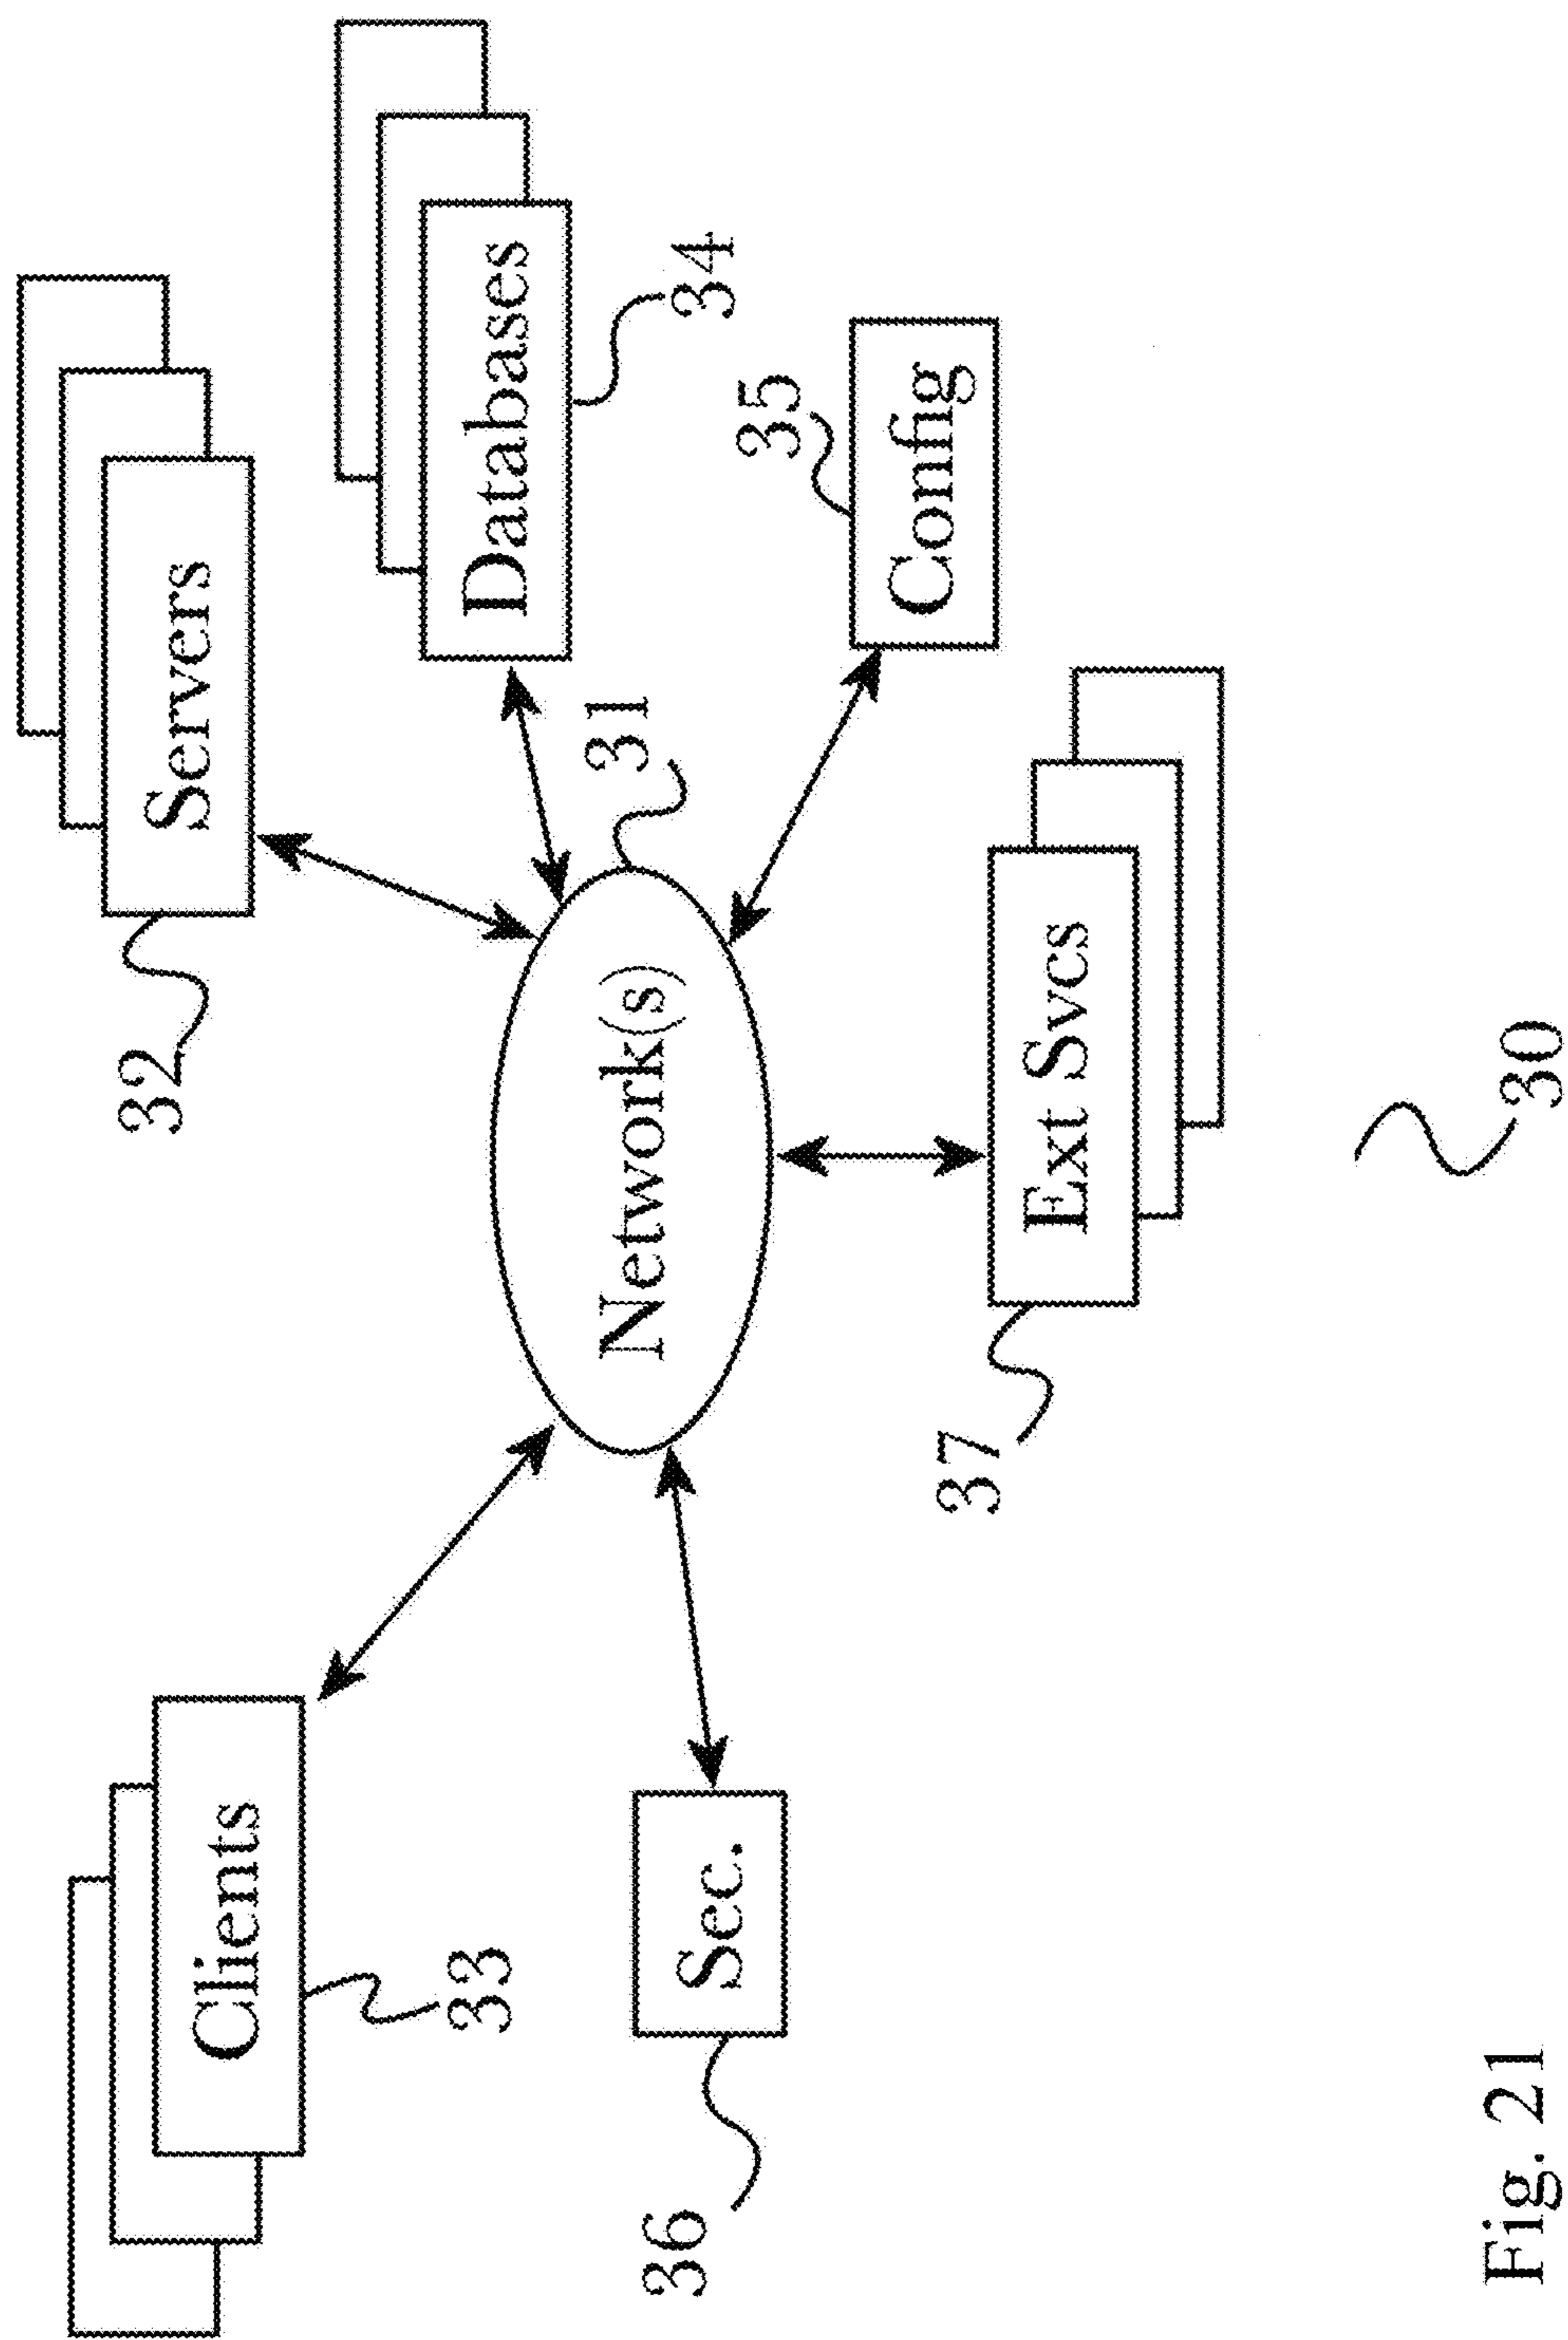 32
Servers
Clients
33
Databases
34
31
Network(s)
35
Config
Sec.
36
37
Ext Svcs
30
Fig. 21